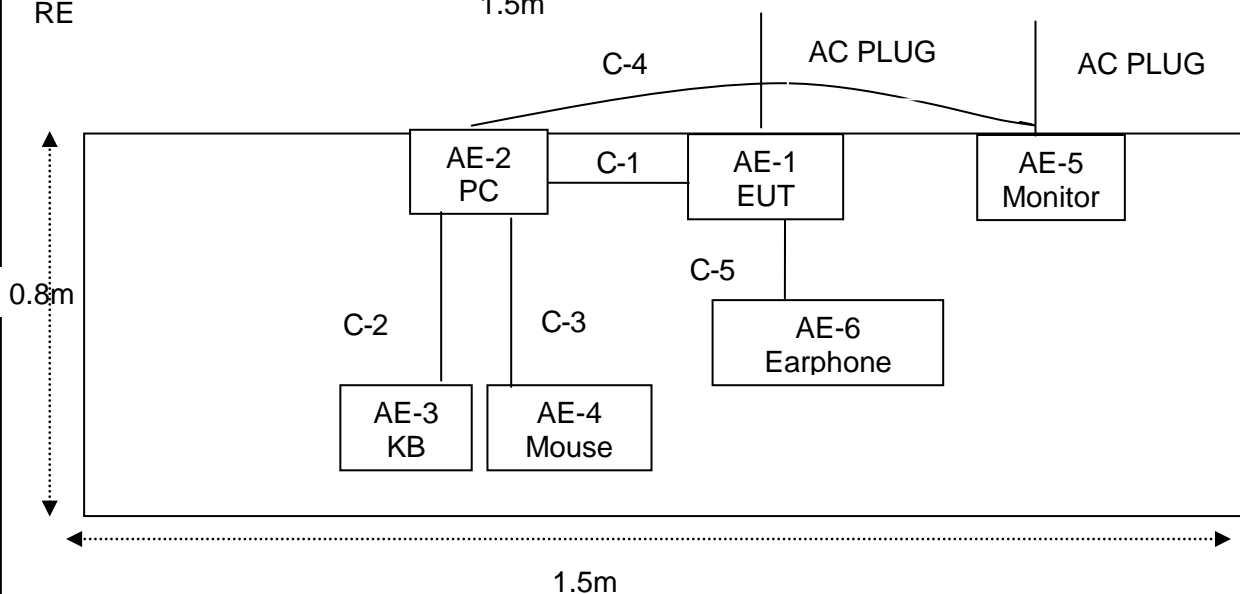 RE
1.5m
C-4
AC PLUG
AC PLUG
AE-2
PC
C-1
AE-1
EUT
AE-5
Monitor
C-5
0.8m
C-2
C-3
AE-6
Earphone
AE-3
KB
AE-4
Mouse
1.5m